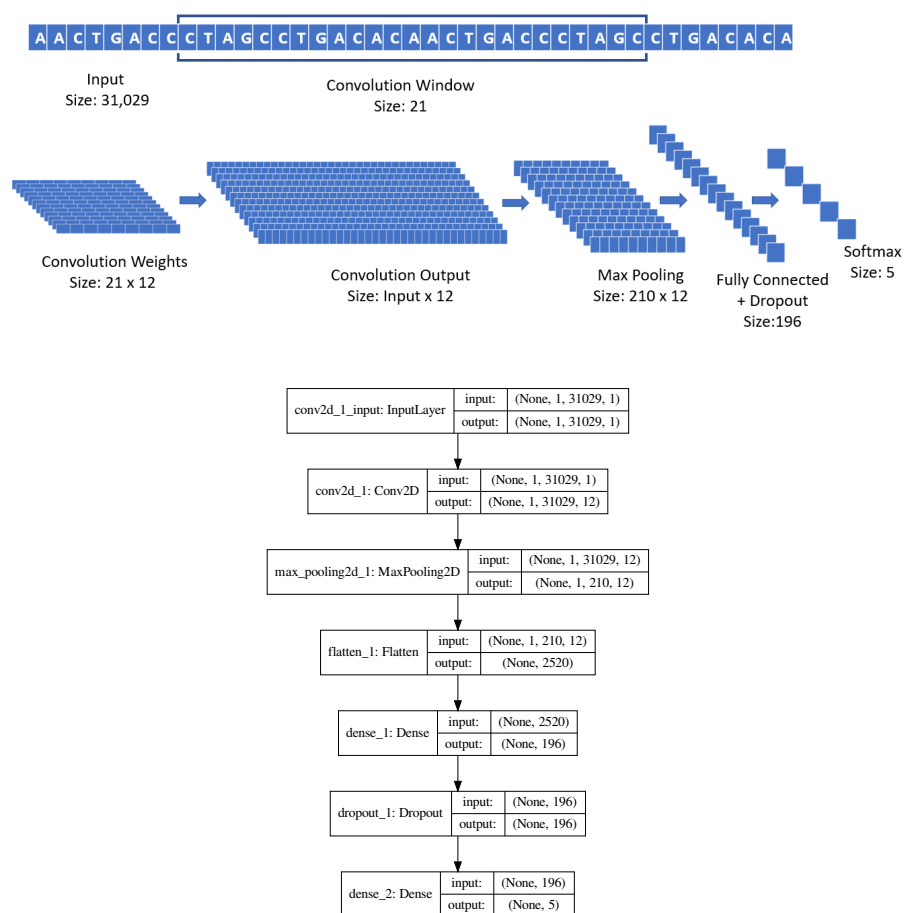 A A C T G A C C C T A G C C T G A C A C A A C T G A C C C T A G C C T G A C A C A
Input
Size: 31,029
Convolution Window
Size: 21
Convolution Weights
Size: 21 x 12
Convolution Output
Size: Input x 12
Max Pooling
Size: 210 x 12
Fully Connected
+ Dropout
Size:196
Softmax
Size: 5
conv2d_1_input: InputLayer
input: (None, 1, 31029, 1)
output: (None, 1, 31029, 1)
conv2d_1: Conv2D
input: (None, 1, 31029, 1)
output: (None, 1, 31029, 12)
max_pooling2d_1: MaxPooling2D
input: (None, 1, 31029, 12)
output: (None, 1, 210, 12)
flatten_1: Flatten
input: (None, 1, 210, 12)
output: (None, 2520)
dense_1: Dense
input: (None, 2520)
output: (None, 196)
dropout_1: Dropout
input: (None, 196)
output: (None, 196)
dense_2: Dense
input: (None, 196)
output: (None, 5)